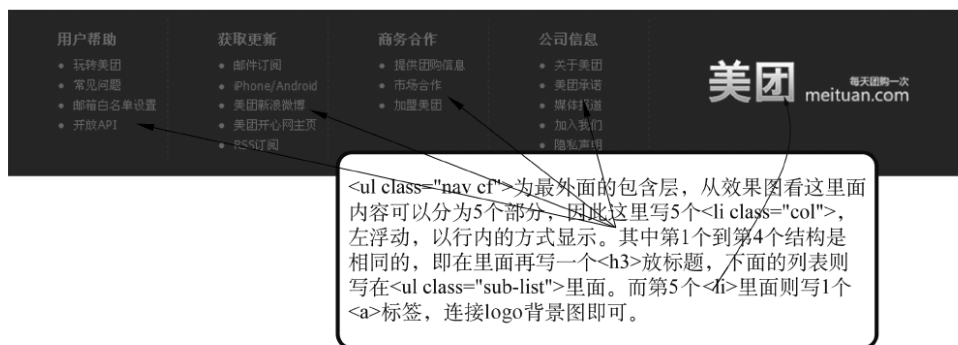 用户帮助
玩转美团
常见问题
邮箱白名单设置
开放API
获取更新
邮件订阅
iPhone/Android
美团新浪微博
美团开心网主页
RSS订阅
商务合作
提供团购信息
市场合作
加盟美团
公司信息
关于美团
美团承诺
媒体报道
加入我们
隐私声明
美团 每天团购一次
meituan.com
<ul class="nav cf">为最外面的包含层，从效果图看这里面
内容可以分为5个部分，因此这里写5个<li class="col">，
左浮动，以行内的方式显示。其中第1个到第4个结构是
相同的，即在里面再写一个<h3>放标题，下面的列表则
写在<ul class="sub-list">里面。而第5个<li>里面则写1个
<a>标签，连接logo背景图即可。